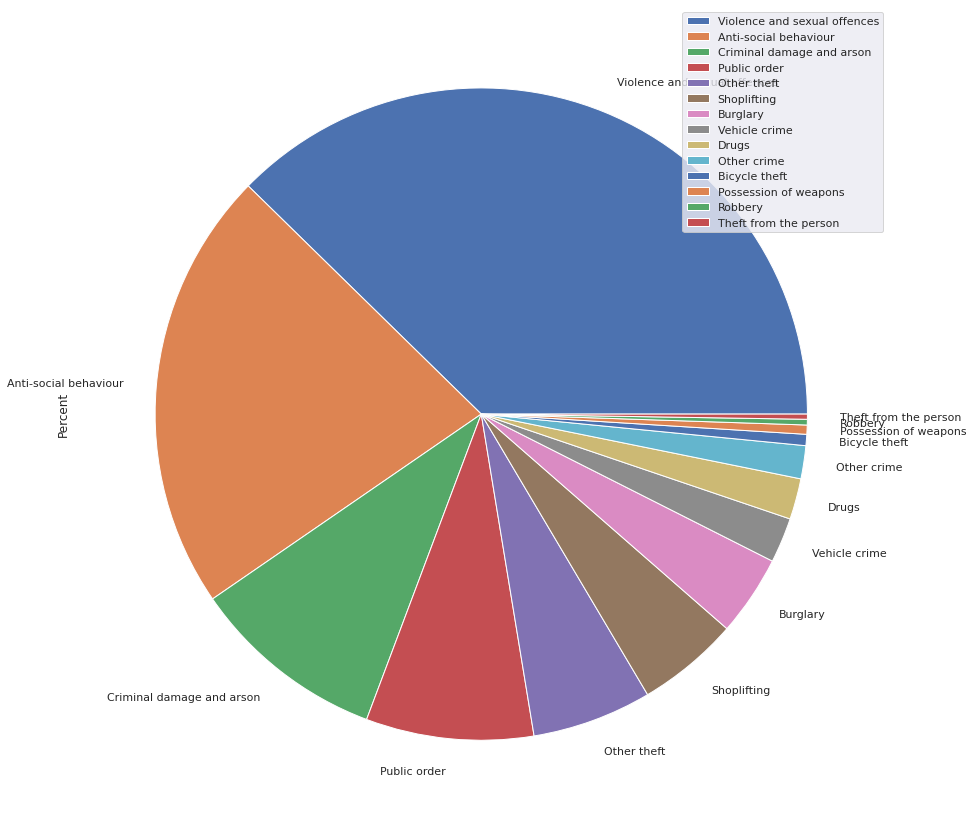 Violence and sexual offences
Anti-social behaviour
Criminal damage and arson
Public order
Other theft
Shoplifting
Burglary
Vehicle crime
Drugs
Other crime
Bicycle theft
Possession of weapons
Robbery
Theft from the person
Violence and
Anti-social behaviour
Percent
Theft from the person
Robbery
Possession of weapons
Bicycle theft
Other crime
Drugs
Vehicle crime
Burglary
Shoplifting
Criminal damage and arson
Other theft
Public order